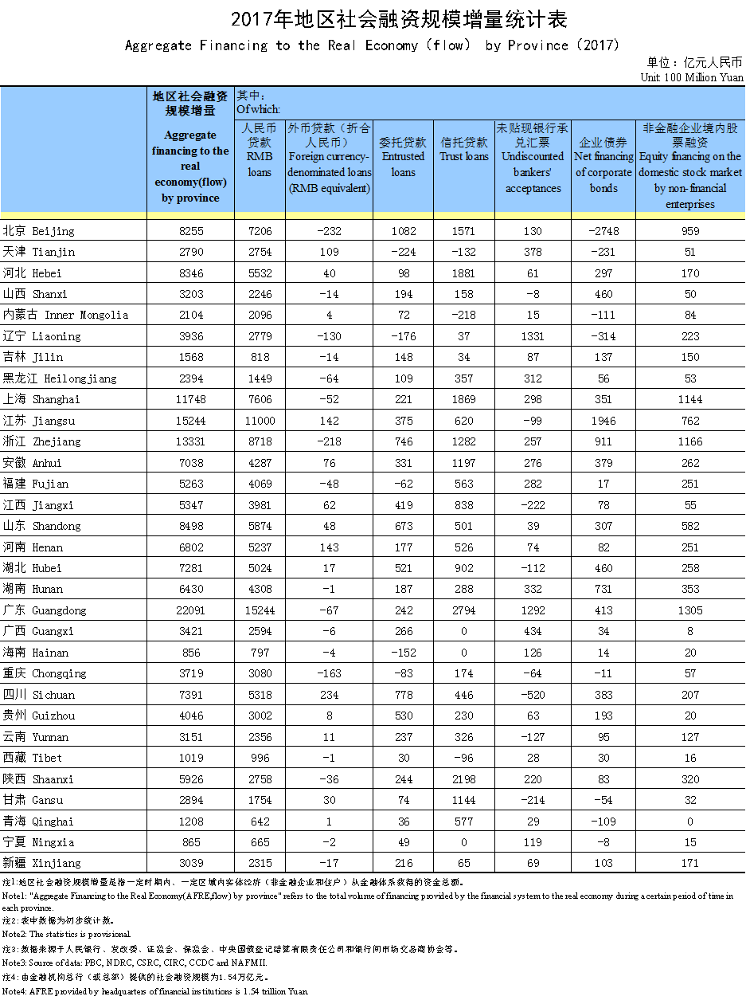 2017年地区社会融资规模增量统计表
Aggregate Financing to the Real Economy (flow) by Province (2017)
单位：亿元人民币
Unit: 100 Million Yuan
地区社会融资
规模增量
Aggregate
financing to the
real
economy(flow)
by province
其中:
Of which:
人民币
贷款
RMB
loans
外币贷款（折合
人民币）
Foreign currency-
denominated loans
(RMB equivalent)
委托贷款
Entrusted
loans
信托贷款
Trust loans
未贴现银行承
兑汇票
Undiscounted
bankers'
acceptances
企业债券
Net financing
of corporate
bonds
非金融企业境内股
票融资
Equity financing on the
domestic stock market
by non-financial
enterprises
北京 Beijing 8255 7206 -232 1082 1571 130 -2748 959
天津 Tianjin 2790 2754 109 -224 -132 378 -231 51
河北 Hebei 8346 5532 40 98 1881 61 297 170
山西 Shanxi 3203 2246 -14 194 158 -8 460 50
内蒙古 Inner Mongolia 2104 2096 4 72 -218 15 -111 84
辽宁 Liaoning 3936 2779 -130 -176 37 1331 -314 223
吉林 Jilin 1568 818 -14 148 34 87 137 150
黑龙江 Heilongjiang 2394 1449 -64 109 357 312 56 53
上海 Shanghai 11748 7606 -52 221 1869 298 351 1144
江苏 Jiangsu 15244 11000 142 375 620 -99 1946 762
浙江 Zhejiang 13331 8718 -218 746 1282 257 911 1166
安徽 Anhui 7038 4287 76 331 1197 276 379 262
福建 Fujian 5263 4069 -48 -62 563 282 17 251
江西 Jiangxi 5347 3981 62 419 838 -222 78 55
山东 Shandong 8498 5874 48 673 501 39 307 582
河南 Henan 6802 5237 143 177 526 74 82 251
湖北 Hubei 7281 5024 17 521 902 -112 460 258
湖南 Hunan 6430 4308 -1 187 288 332 731 353
广东 Guangdong 22091 15244 -67 242 2794 1292 413 1305
广西 Guangxi 3421 2594 -6 266 0 434 34 8
海南 Hainan 856 797 -4 -152 0 126 14 20
重庆 Chongqing 3719 3080 -163 -83 174 -64 -11 57
四川 Sichuan 7391 5318 234 778 446 -520 383 207
贵州 Guizhou 4046 3002 8 530 230 63 193 20
云南 Yunnan 3151 2356 11 237 326 -127 95 127
西藏 Tibet 1019 996 -1 30 -96 28 30 16
陕西 Shaanxi 5926 2758 -36 244 2198 220 83 320
甘肃 Gansu 2894 1754 30 74 1144 -214 -54 32
青海 Qinghai 1208 642 1 36 577 29 -109 0
宁夏 Ningxia 865 665 -2 49 0 119 -8 15
新疆 Xinjiang 3039 2315 -17 216 65 69 103 171
注1:地区社会融资规模增量是指一定时期内、一定区域内实体经济（非金融企业和住户）从金融体系获得的资金总额。
Note1: "Aggregate Financing to the Real Economy(AFRE,flow) by province" refers to the total volume of financing provided by the financial system to the real economy during a certain period of time in
each province.
注2:表中数据为初步统计数。
Note2: The statistics is provisional.
注3:数据来源于人民银行、发改委、证监会、保监会、中央国债登记结算有限责任公司和银行间市场交易商协会等。
Note3: Source of data: PBC, NDRC, CSRC, CIRC, CCDC and NAFMII.
注4:由金融机构总行（或总部）提供的社会融资规模为1.54万亿元。
Note4: AFRE provided by headquarters of financial institutions is 1.54 trillion Yuan.